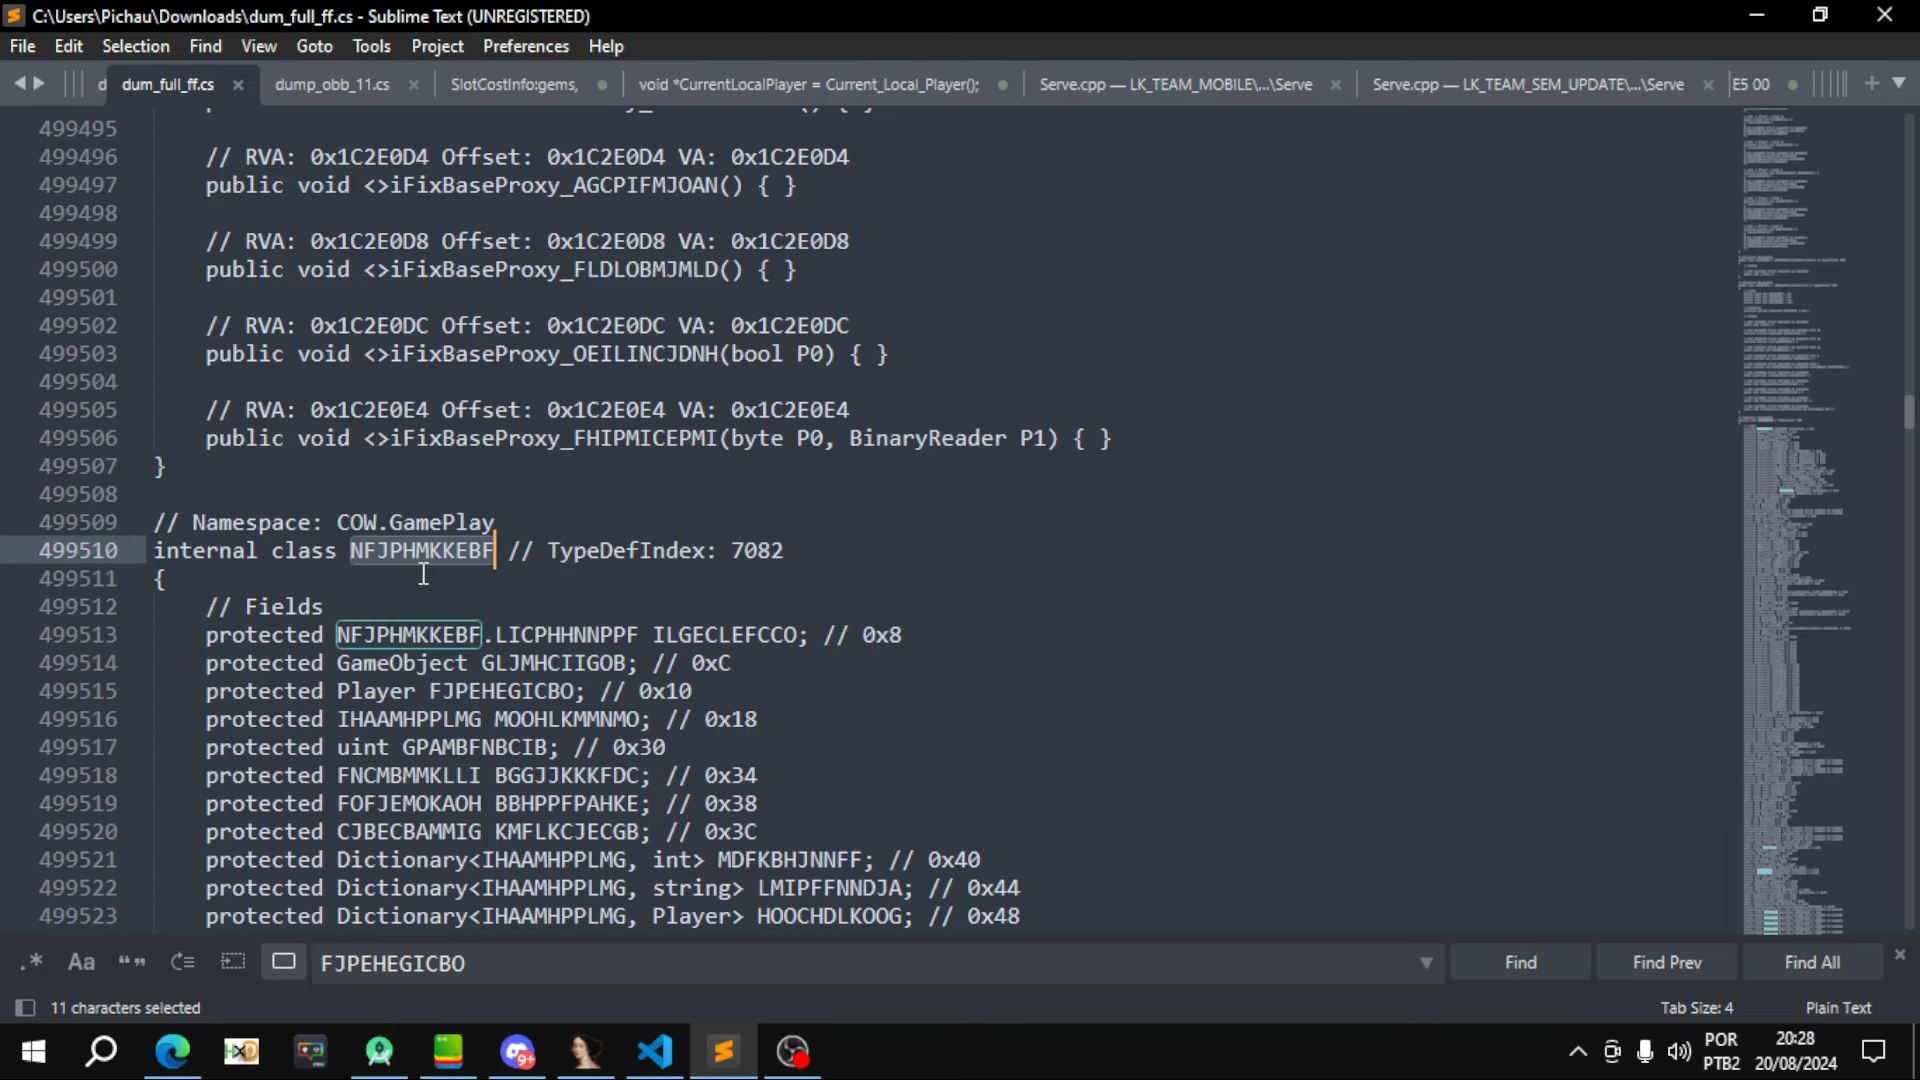 C:\Users\Pichau\Downloads\dum_full_ff.cs - Sublime Text (UNREGISTERED)
File Edit Selection Find View Goto Tools Project Preferences Help
d dum_full_ff.cs dump_obb_11.cs SlotCostInfo:gems, void *CurrentLocalPlayer = Current_Local_Player(); Serve.cpp — LK_TEAM_MOBILE\...\Serve Serve.cpp — LK_TEAM_SEM_UPDATE\...\Serve E5 00
499495
499496 // RVA: 0x1C2E0D4 Offset: 0x1C2E0D4 VA: 0x1C2E0D4
499497 public void <>iFixBaseProxy_AGCPIFMJOAN() { }
499498
499499 // RVA: 0x1C2E0D8 Offset: 0x1C2E0D8 VA: 0x1C2E0D8
499500 public void <>iFixBaseProxy_FLDLOBMJMLD() { }
499501
499502 // RVA: 0x1C2E0DC Offset: 0x1C2E0DC VA: 0x1C2E0DC
499503 public void <>iFixBaseProxy_OEILINCJDNH(bool P0) { }
499504
499505 // RVA: 0x1C2E0E4 Offset: 0x1C2E0E4 VA: 0x1C2E0E4
499506 public void <>iFixBaseProxy_FHIPMICEPMI(byte P0, BinaryReader P1) { }
499507 }
499508
499509 // Namespace: COW.GamePlay
499510 internal class NFJPHMKKEBF // TypeDefIndex: 7082
499511 {
499512 // Fields
499513 protected NFJPHMKKEBF.LICPHHNNPPF ILGECLEFCCO; // 0x8
499514 protected GameObject GLJMHCIIGOB; // 0xC
499515 protected Player FJPEHEGICBO; // 0x10
499516 protected IHAAMHPPLMG MOOHLKMMNMO; // 0x18
499517 protected uint GPAMBFNBCIB; // 0x30
499518 protected FNCMBMMKLLI BGGJJKKKFDC; // 0x34
499519 protected FOFJEMOKAOH BBHPPFPAHKE; // 0x38
499520 protected CJBECBAMMIG KMFLKCJECGB; // 0x3C
499521 protected Dictionary<IHAAMHPPLMG, int> MDFKBHJNNFF; // 0x40
499522 protected Dictionary<IHAAMHPPLMG, string> LMIPFFNNDJA; // 0x44
499523 protected Dictionary<IHAAMHPPLMG, Player> HOOCHDLKOOG; // 0x48
.* Aa “” FJPEHEGICBO Find Find Prev Find All
11 characters selected Tab Size: 4 Plain Text
HxD 9+ POR 20:28
PTB2 20/08/2024